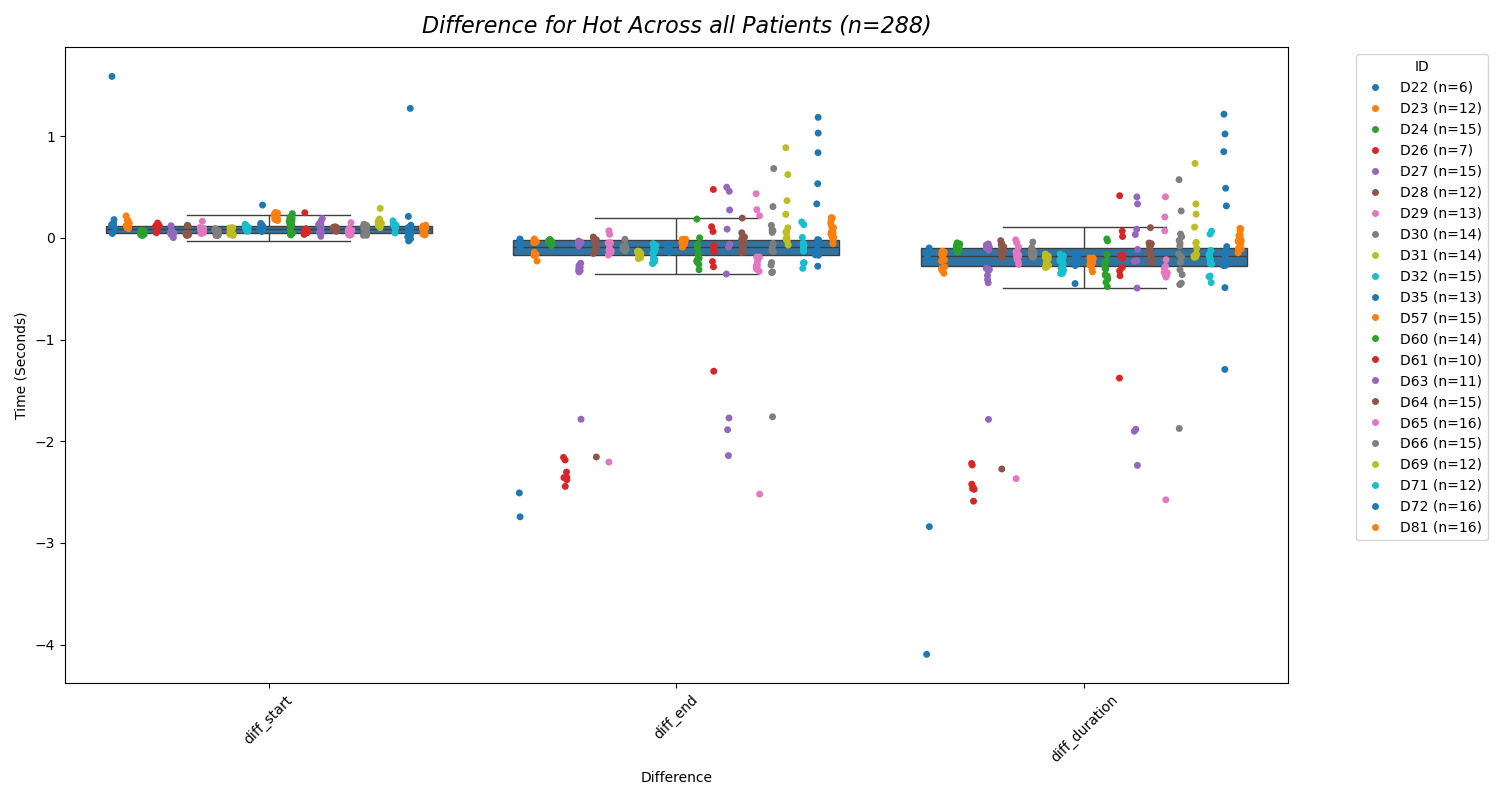 Difference for Hot Across all Patients (n=288)
Time (Seconds)
1
0
−1
−2
−3
−4
diff_start
diff_end
diff_duration
Difference
ID
D22 (n=6)
D23 (n=12)
D24 (n=15)
D26 (n=7)
D27 (n=15)
D28 (n=12)
D29 (n=13)
D30 (n=14)
D31 (n=14)
D32 (n=15)
D35 (n=13)
D57 (n=15)
D60 (n=14)
D61 (n=10)
D63 (n=11)
D64 (n=15)
D65 (n=16)
D66 (n=15)
D69 (n=12)
D71 (n=12)
D72 (n=16)
D81 (n=16)